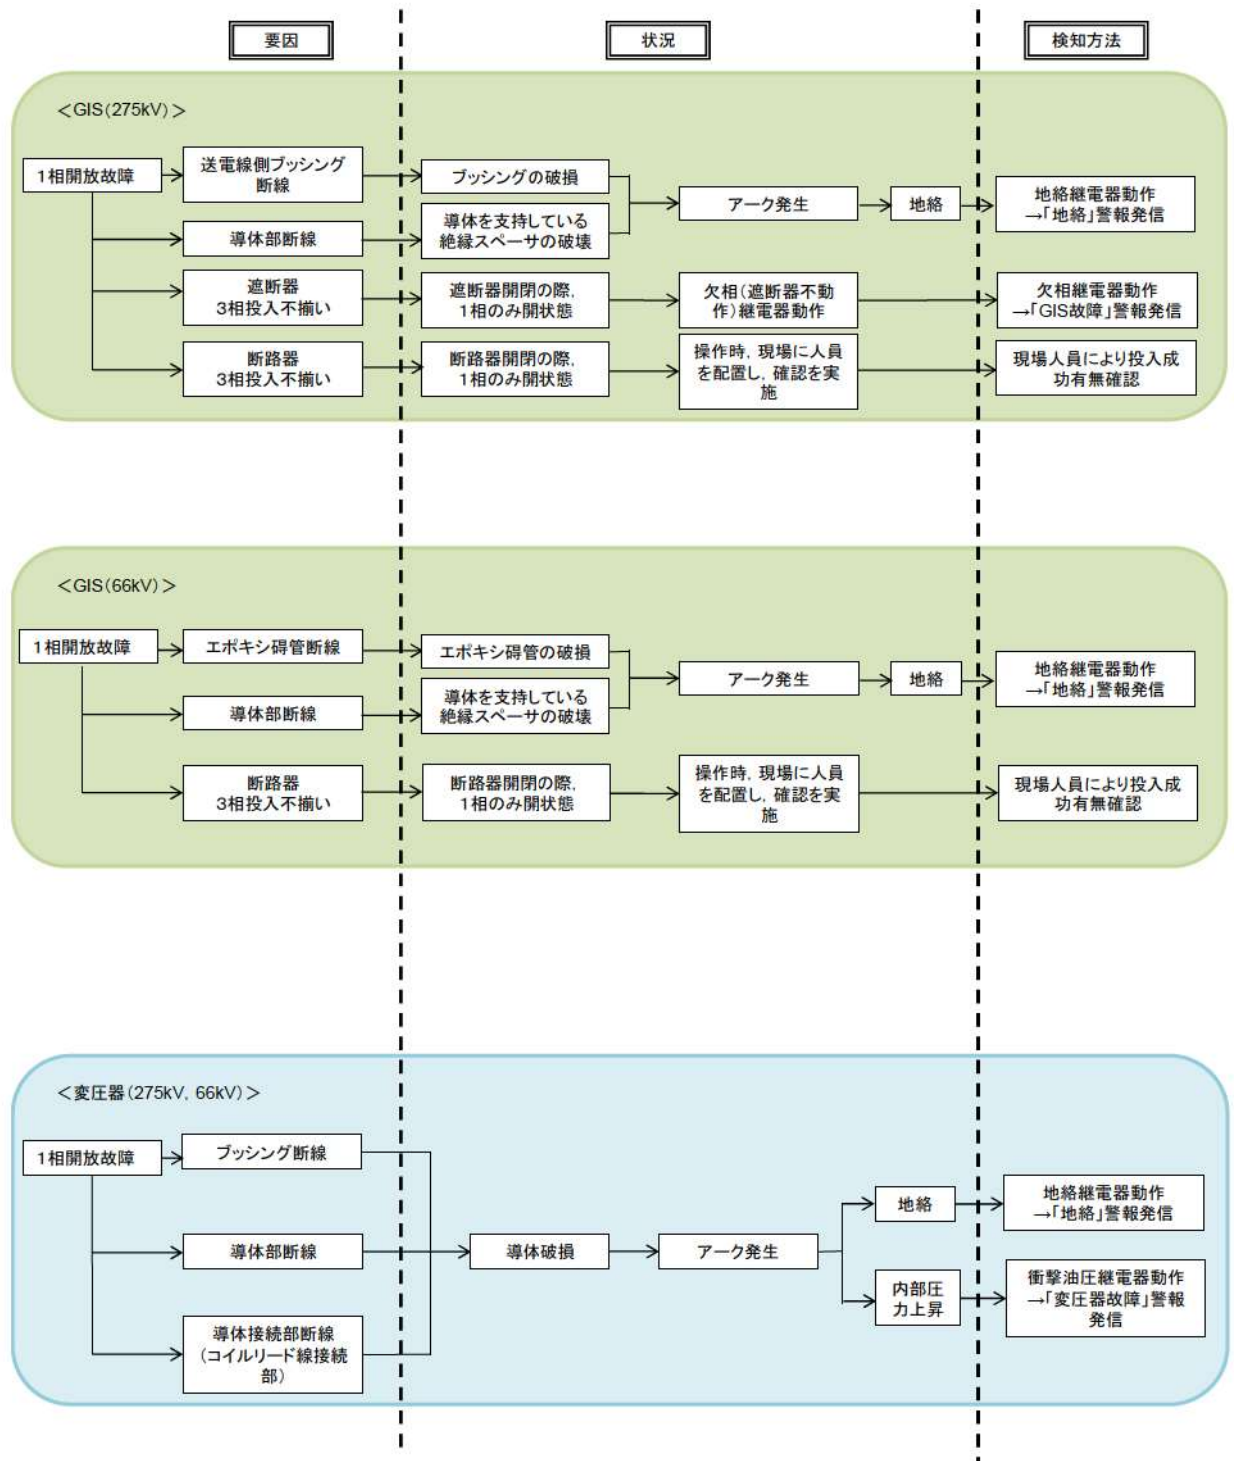 要因
状況
検知方法
＜GIS(275kV)＞
1相開放故障
送電線側ブッシング
断線
ブッシングの破損
アーク発生
地絡
地絡継電器動作
→「地絡」警報発信
導体部断線
導体を支持している
絶縁スペーサの破壊
遮断器
3相投入不揃い
遮断器開閉の際，
1相のみ開状態
欠相（遮断器不動
作）継電器動作
欠相継電器動作
→「GIS故障」警報発信
断路器
3相投入不揃い
断路器開閉の際，
1相のみ開状態
操作時，現場に人員
を配置し，確認を実
施
現場人員により投入成
功有無確認
＜GIS(66kV)＞
1相開放故障
エポキシ碍管断線
エポキシ碍管の破損
アーク発生
地絡
地絡継電器動作
→「地絡」警報発信
導体部断線
導体を支持している
絶縁スペーサの破壊
断路器
3相投入不揃い
断路器開閉の際，
1相のみ開状態
操作時，現場に人員
を配置し，確認を実
施
現場人員により投入成
功有無確認
＜変圧器(275kV，66kV)＞
1相開放故障
ブッシング断線
導体部断線
導体接続部断線
（コイルリード線接続
部）
導体破損
アーク発生
地絡
地絡継電器動作
→「地絡」警報発信
内部圧
力上昇
衝撃油圧継電器動作
→「変圧器故障」警報
発信